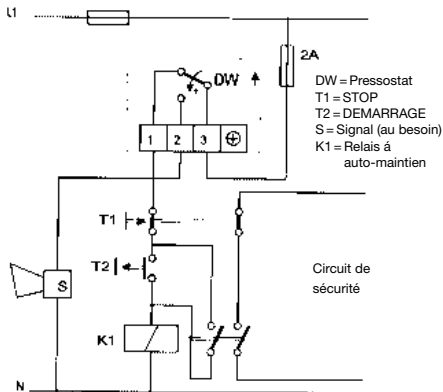 L1
2A
DW
DW = Pressostat
T1 = STOP
T2 = DEMARRAGE
S = Signal (au besoin)
K1 = Relais á
auto-maintien
1 2 3
T1
T2
Circuit de
sécurité
S
K1
N